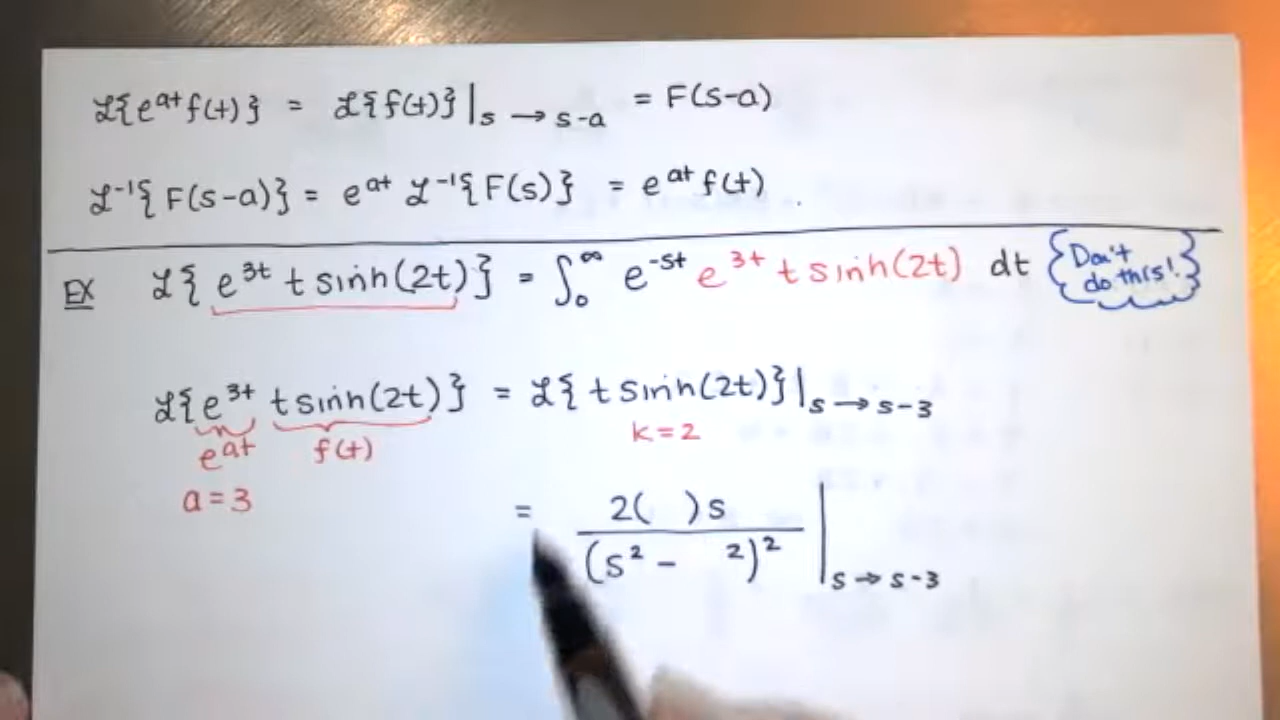 ℒ{e^{at} f(t)} = ℒ{f(t)}|_{s → s-a} = F(s-a)
ℒ^{-1}{F(s-a)} = e^{at} ℒ^{-1}{F(s)} = e^{at} f(t)
EX ℒ{e^{3t} t sinh(2t)} = ∫_0^∞ e^{-st} e^{3t} t sinh(2t) dt Don't do this!
ℒ{e^{3t} t sinh(2t)} = ℒ{t sinh(2t)}|_{s → s-3}
e^{at} f(t) k=2
a=3
= 2( )s / (s² - ²)² |_{s → s-3}